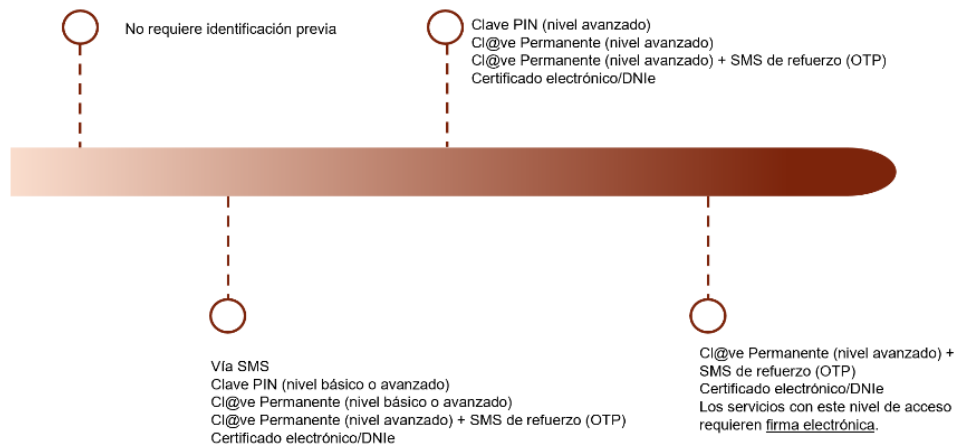 No requiere identificación previa
Clave PIN (nivel avanzado)
Cl@ve Permanente (nivel avanzado)
Cl@ve Permanente (nivel avanzado) + SMS de refuerzo (OTP)
Certificado electrónico/DNIe
Vía SMS
Clave PIN (nivel básico o avanzado)
Cl@ve Permanente (nivel básico o avanzado)
Cl@ve Permanente (nivel avanzado) + SMS de refuerzo (OTP)
Certificado electrónico/DNIe
Cl@ve Permanente (nivel avanzado) +
SMS de refuerzo (OTP)
Certificado electrónico/DNIe
Los servicios con este nivel de acceso
requieren firma electrónica.